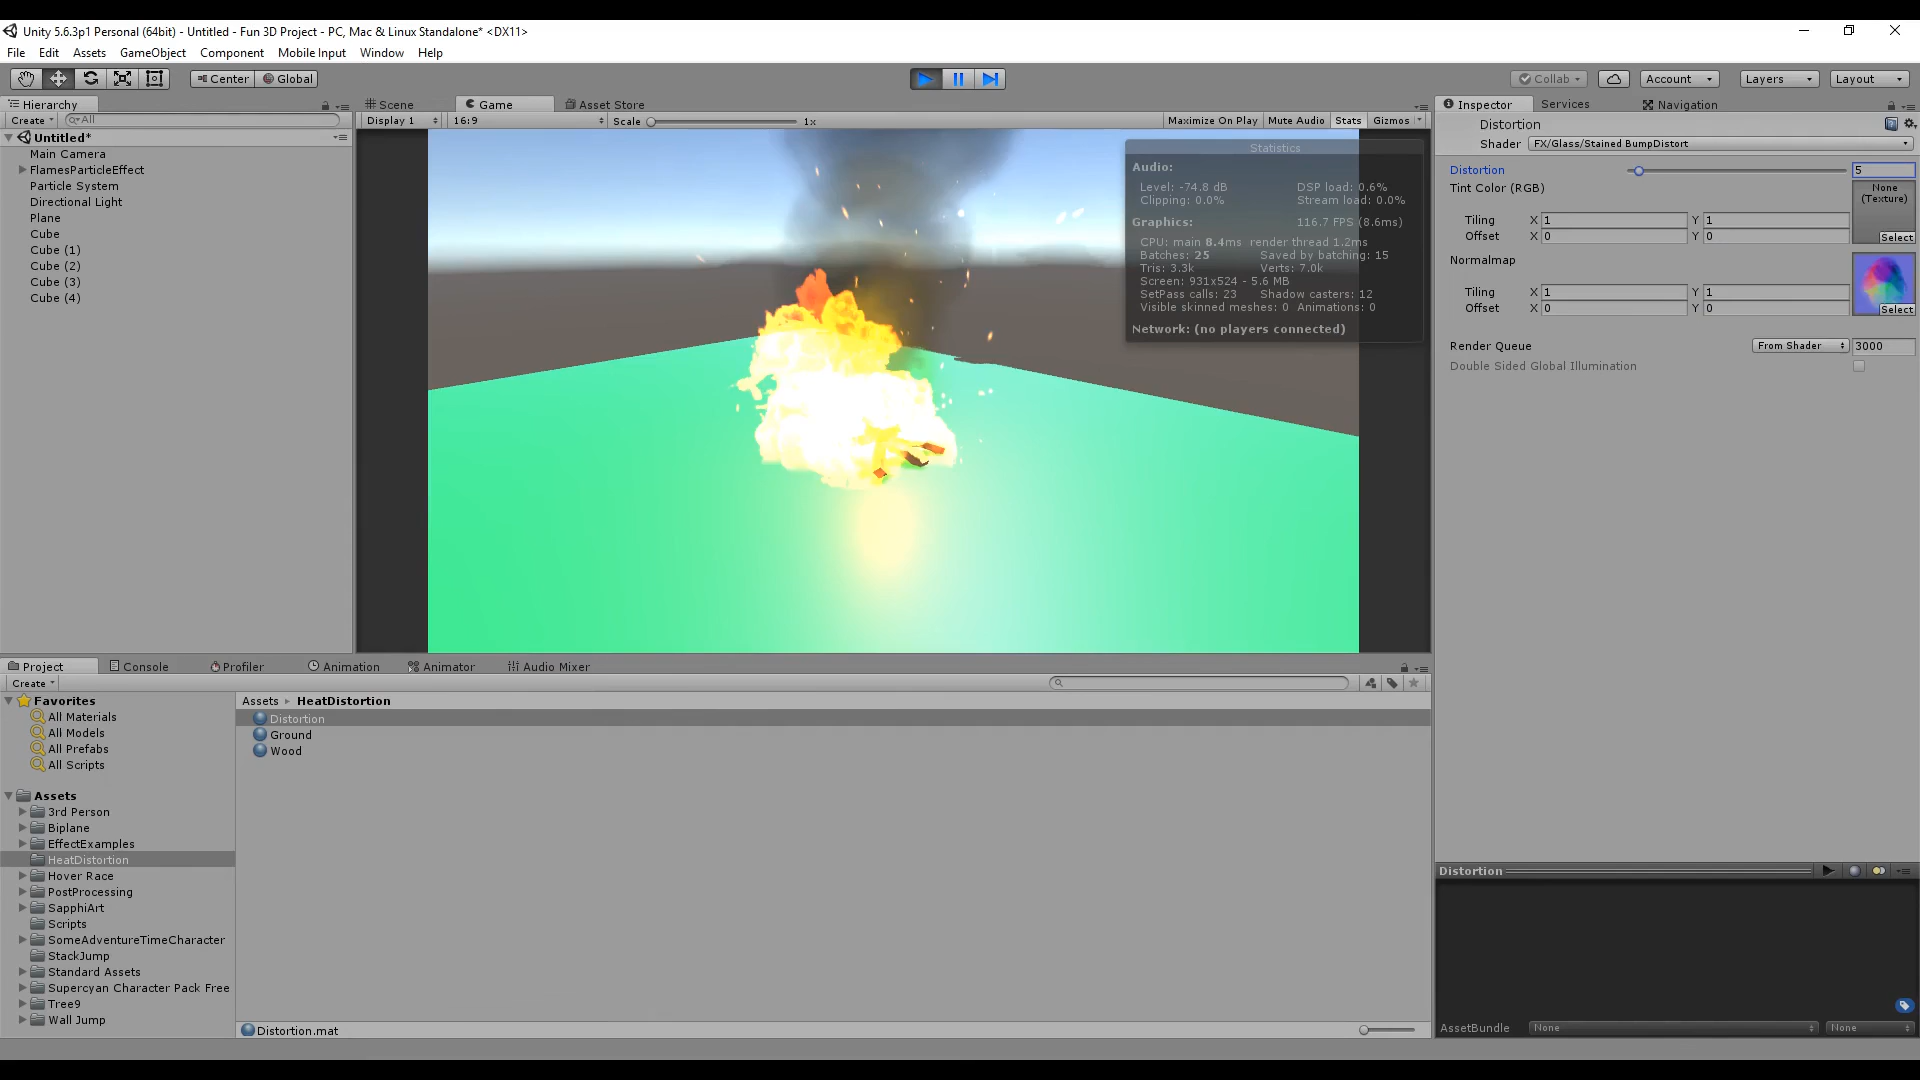 Unity 5.6.3p1 Personal (64bit) - Untitled - Fun 3D Project - PC, Mac & Linux Standalone* <DX11>
File Edit Assets GameObject Component Mobile Input Window Help
Center Global Collab Account Layers Layout
Hierarchy
Create All
Untitled*
Main Camera
FlamesParticleEffect
Particle System
Directional Light
Plane
Cube
Cube (1)
Cube (2)
Cube (3)
Cube (4)
Scene Game Asset Store
Display 1 16:9 Scale 1x Maximize On Play Mute Audio Stats Gizmos
Statistics
Audio:
Level: -74.8 dB DSP load: 0.6%
Clipping: 0.0% Stream load: 0.0%
Graphics: 116.7 FPS (8.6ms)
CPU: main 8.4ms render thread 1.2ms
Batches: 25 Saved by batching: 15
Tris: 3.3k Verts: 7.0k
Screen: 931x524 - 5.6 MB
SetPass calls: 23 Shadow casters: 12
Visible skinned meshes: 0 Animations: 0
Network: (no players connected)
Inspector Services Navigation
Distortion
Shader FX/Glass/Stained BumpDistort
Distortion 5
Tint Color (RGB) None
(Texture)
Tiling X 1 Y 1
Offset X 0 Y 0
Select
Normalmap
Tiling X 1 Y 1
Offset X 0 Y 0
Select
Render Queue From Shader 3000
Double Sided Global Illumination
Project Console Profiler Animation Animator Audio Mixer
Create
Favorites
All Materials
All Models
All Prefabs
All Scripts
Assets
3rd Person
Biplane
EffectExamples
HeatDistortion
Hover Race
PostProcessing
SapphiArt
Scripts
SomeAdventureTimeCharacter
StackJump
Standard Assets
Supercyan Character Pack Free
Tree9
Wall Jump
Assets HeatDistortion
Distortion
Ground
Wood
Distortion.mat
Distortion
AssetBundle None None